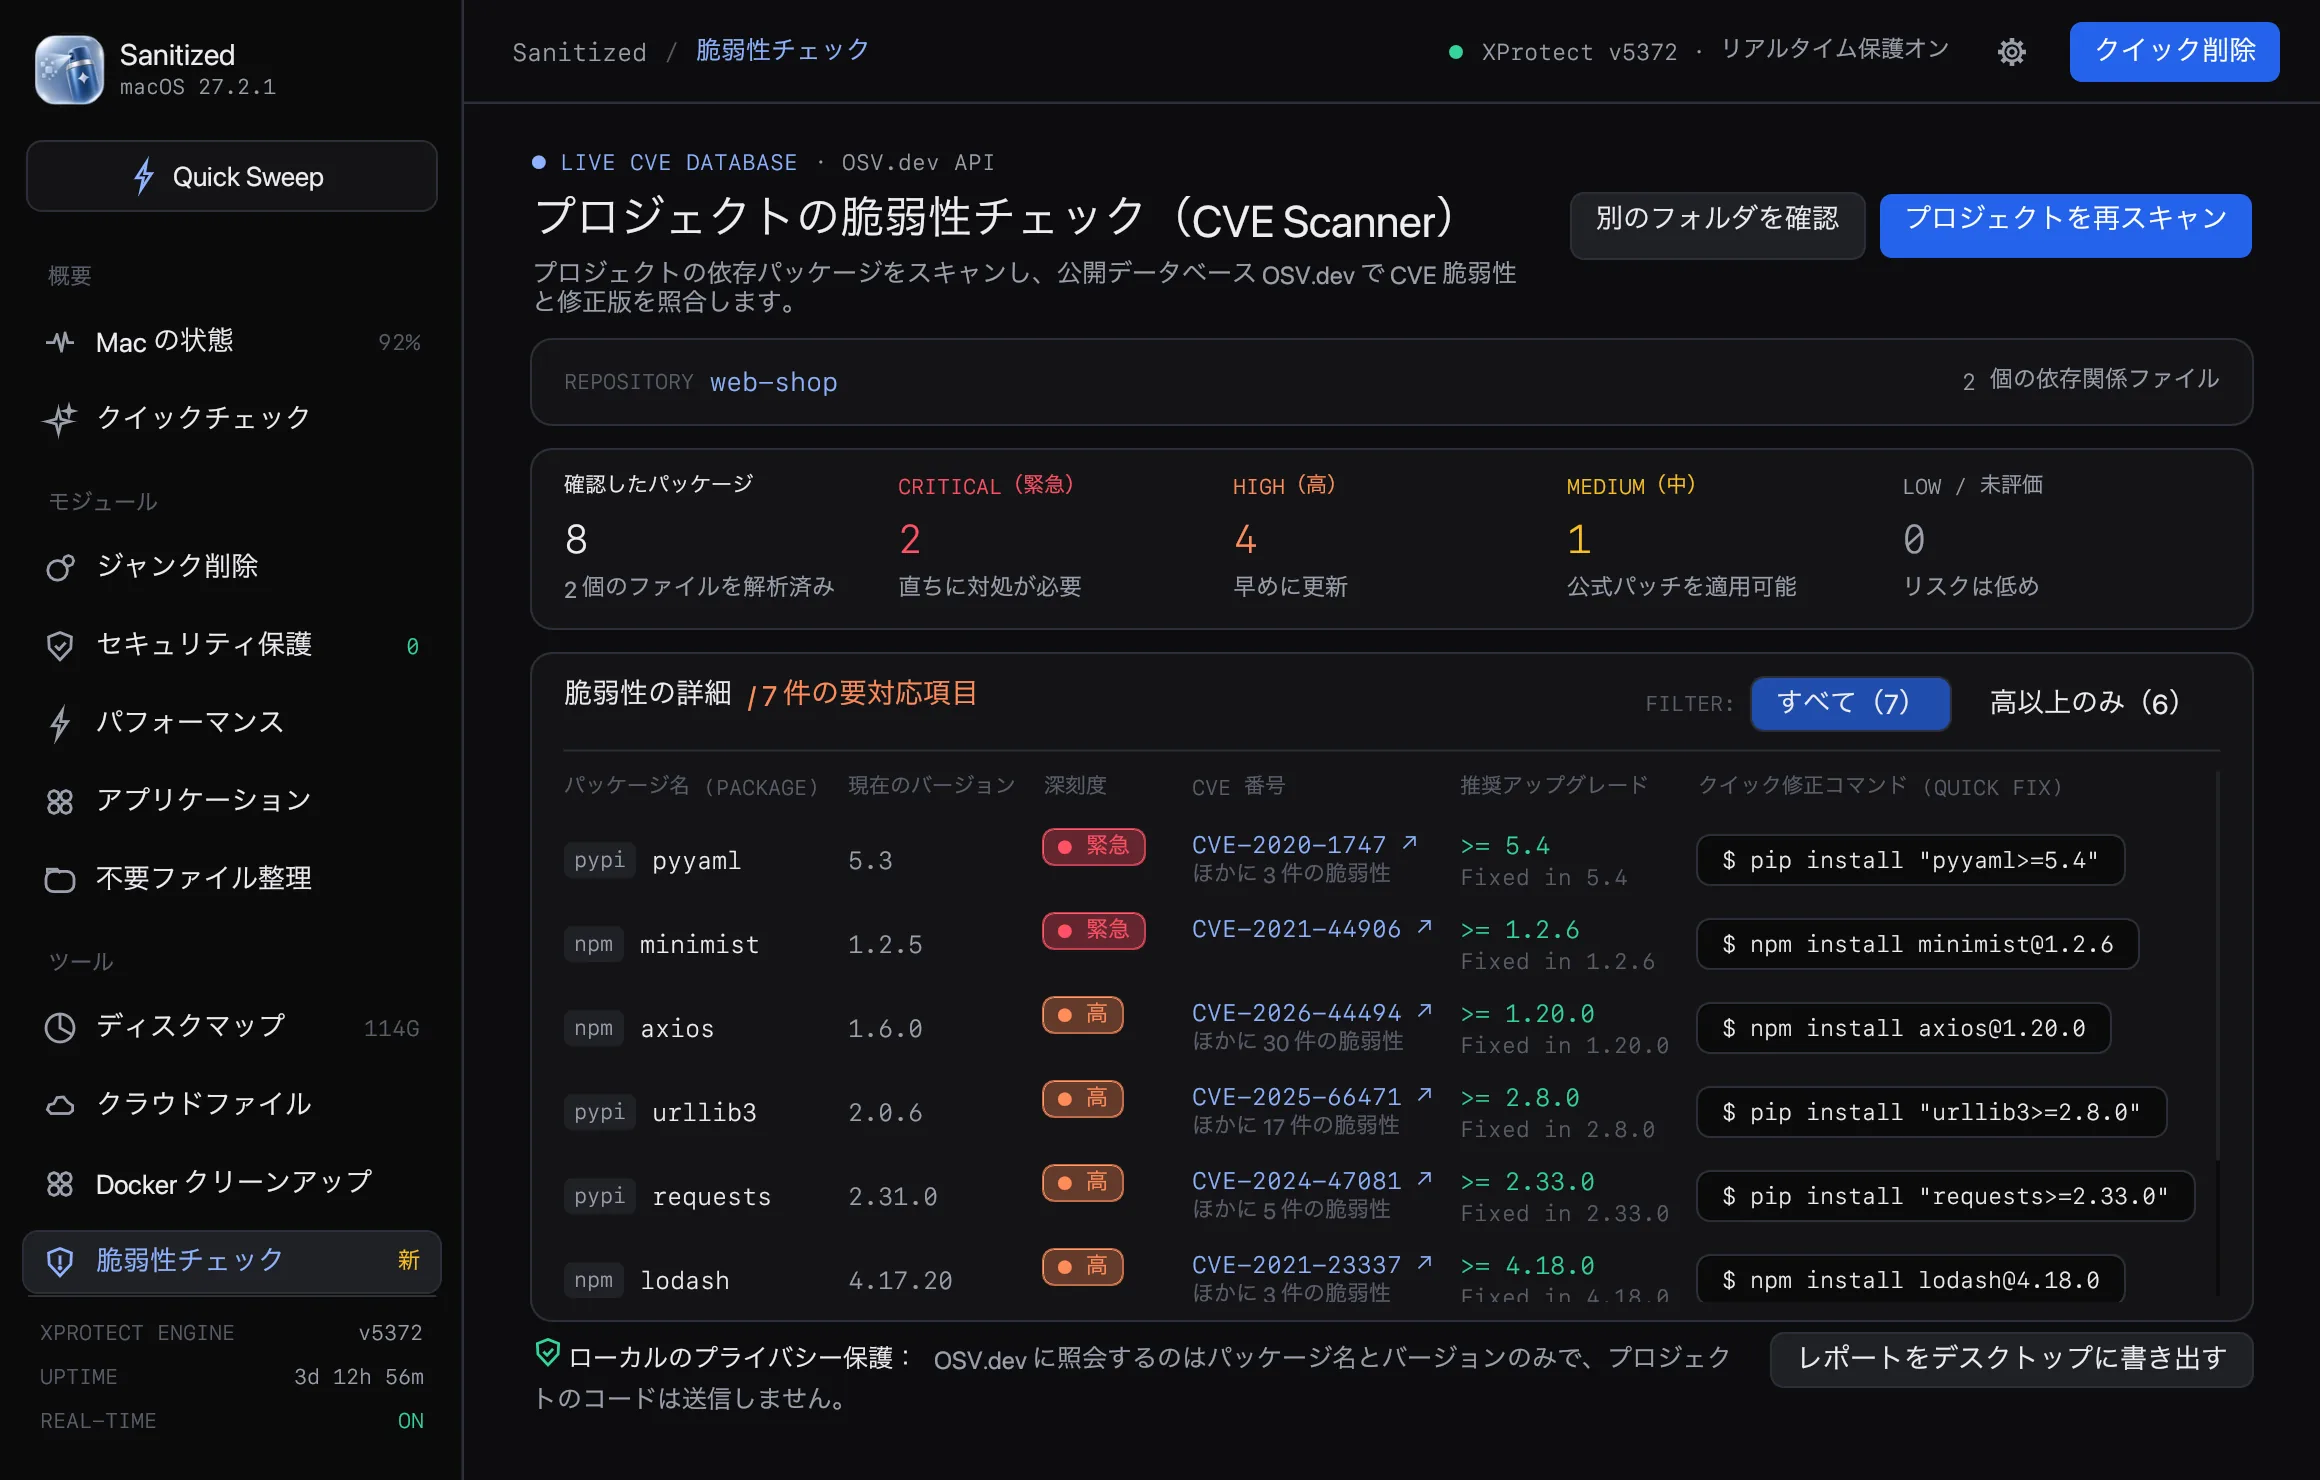 Sanitized
macOS 27.2.1
Quick Sweep
概要
Mac の状態 92%
クイックチェック
モジュール
ジャンク削除
セキュリティ保護 0
パフォーマンス
アプリケーション
不要ファイル整理
ツール
ディスクマップ 114G
クラウドファイル
Docker クリーンアップ
脆弱性チェック 新
XPROTECT ENGINE v5372
UPTIME 3d 12h 56m
REAL-TIME ON
Sanitized / 脆弱性チェック
XProtect v5372 · リアルタイム保護オン
クイック削除
LIVE CVE DATABASE · OSV.dev API
プロジェクトの脆弱性チェック（CVE Scanner）
プロジェクトの依存パッケージをスキャンし、公開データベース OSV.dev で CVE 脆弱性
と修正版を照合します。
別のフォルダを確認
プロジェクトを再スキャン
REPOSITORY web-shop
2 個の依存関係ファイル
確認したパッケージ
8
2 個のファイルを解析済み
CRITICAL（緊急）
2
直ちに対処が必要
HIGH（高）
4
早めに更新
MEDIUM（中）
1
公式パッチを適用可能
LOW / 未評価
0
リスクは低め
脆弱性の詳細 / 7 件の要対応項目
FILTER: すべて（7） 高以上のみ（6）
パッケージ名 (PACKAGE) 現在のバージョン 深刻度 CVE 番号 推奨アップグレード クイック修正コマンド (QUICK FIX)
pypi pyyaml 5.3 緊急 CVE-2020-1747 ↗ >= 5.4 $ pip install "pyyaml>=5.4"
ほかに 3 件の脆弱性 Fixed in 5.4
npm minimist 1.2.5 緊急 CVE-2021-44906 ↗ >= 1.2.6 $ npm install minimist@1.2.6
Fixed in 1.2.6
npm axios 1.6.0 高 CVE-2026-44494 ↗ >= 1.20.0 $ npm install axios@1.20.0
ほかに 30 件の脆弱性 Fixed in 1.20.0
pypi urllib3 2.0.6 高 CVE-2025-66471 ↗ >= 2.8.0 $ pip install "urllib3>=2.8.0"
ほかに 17 件の脆弱性 Fixed in 2.8.0
pypi requests 2.31.0 高 CVE-2024-47081 ↗ >= 2.33.0 $ pip install "requests>=2.33.0"
ほかに 5 件の脆弱性 Fixed in 2.33.0
npm lodash 4.17.20 高 CVE-2021-23337 ↗ >= 4.18.0 $ npm install lodash@4.18.0
ほかに 3 件の脆弱性 Fixed in 4.18.0
ローカルのプライバシー保護： OSV.dev に照会するのはパッケージ名とバージョンのみで、プロジェク
トのコードは送信しません。
レポートをデスクトップに書き出す